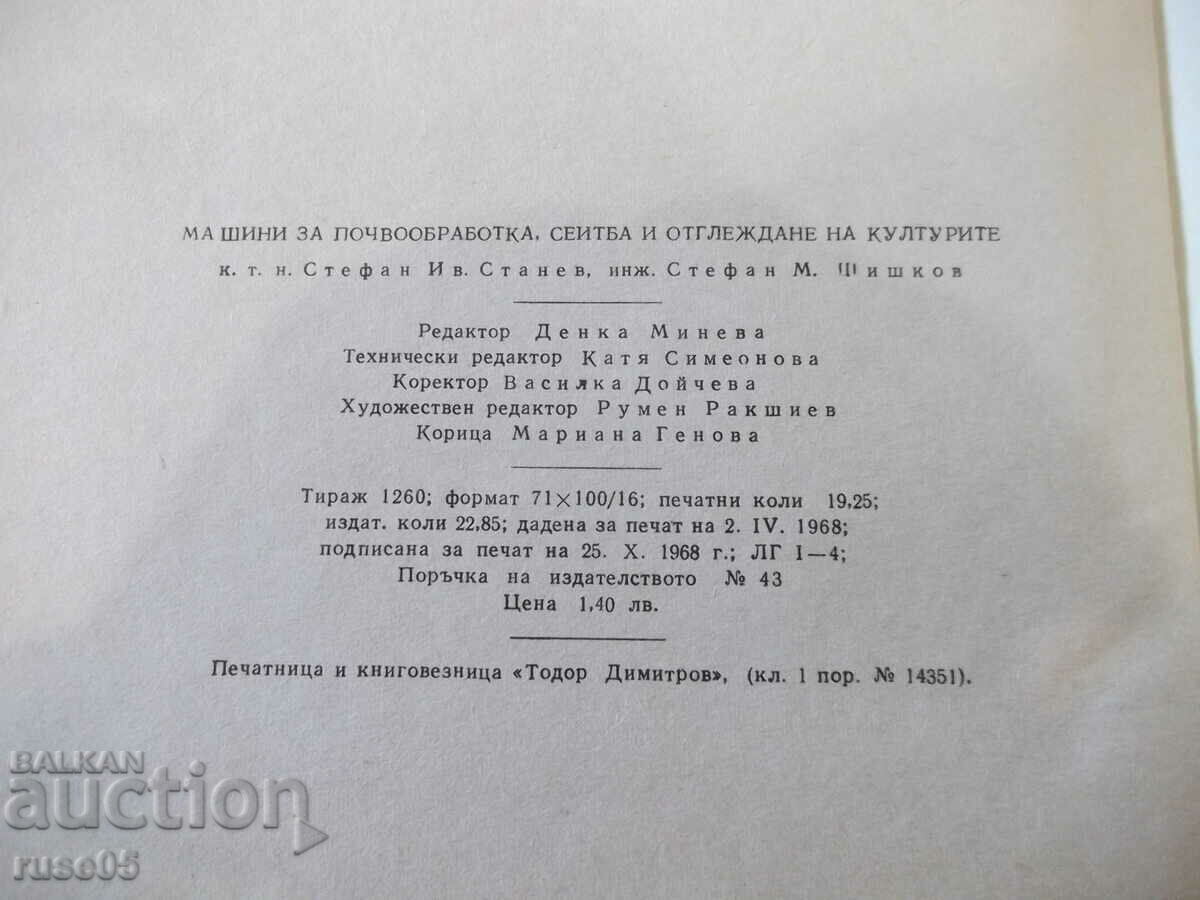 МАШИНИ ЗА ПОЧВООБРАБОТКА, СЕИТБА И ОТГЛЕЖДАНЕ НА КУЛТУРИТЕ
к. т. н. Стефан Ив. Станев, инж. Стефан М. Шишков
Редактор Денка Минева
Технически редактор Катя Симеонова
Коректор Василка Дойчева
Художествен редактор Румен Ракшиев
Корица Мариана Генова
Тираж 1260; формат 71×100/16; печатни коли 19,25;
издат. коли 22,85; дадена за печат на 2. IV. 1968;
подписана за печат на 25. X. 1968 г.; ЛГ I—4;
Поръчка на издателството № 43
Цена 1,40 лв.
Печатница и книговезница «Тодор Димитров», (кл. 1 пор. № 14351).
BALKAN
auction
ruse05